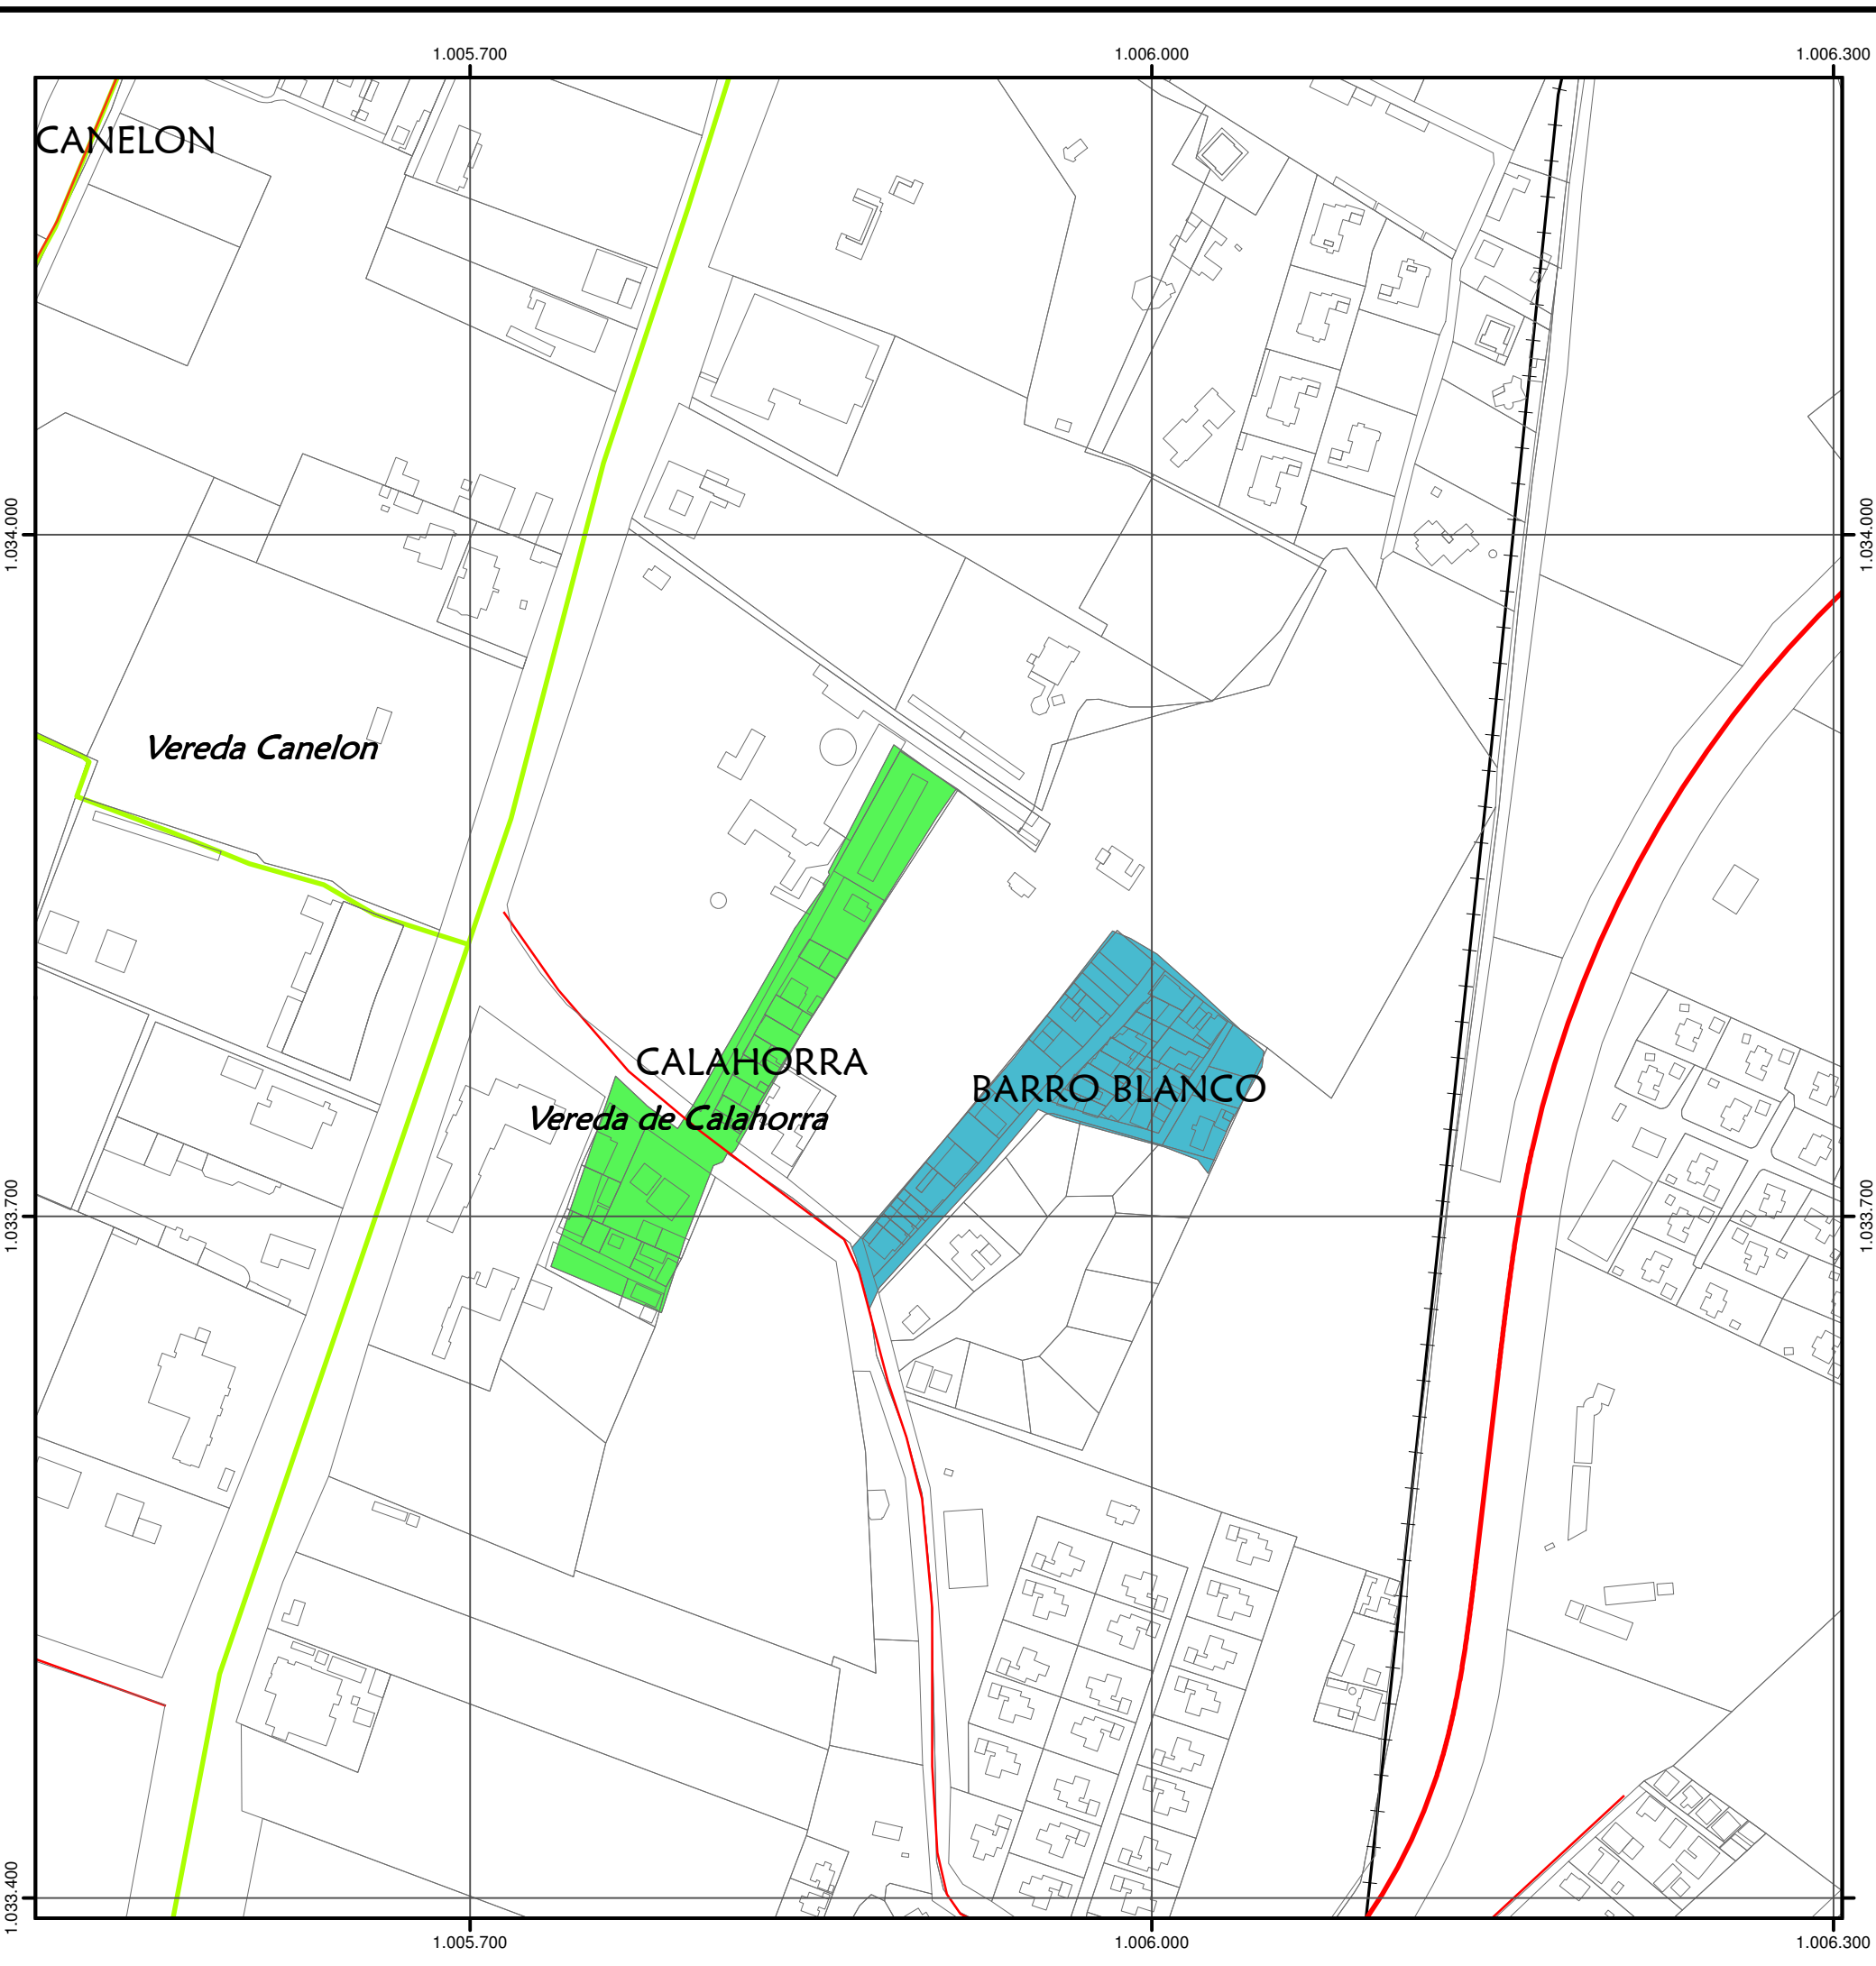 1.005.700 1.006.000 1.006.300
CANELON
1.034.000 1.034.000
Vereda Canelon
CALAHORRA
BARRO BLANCO
Vereda de Calahorra
1.033.700 1.033.700
1.033.400
1.005.700 1.006.000 1.006.300